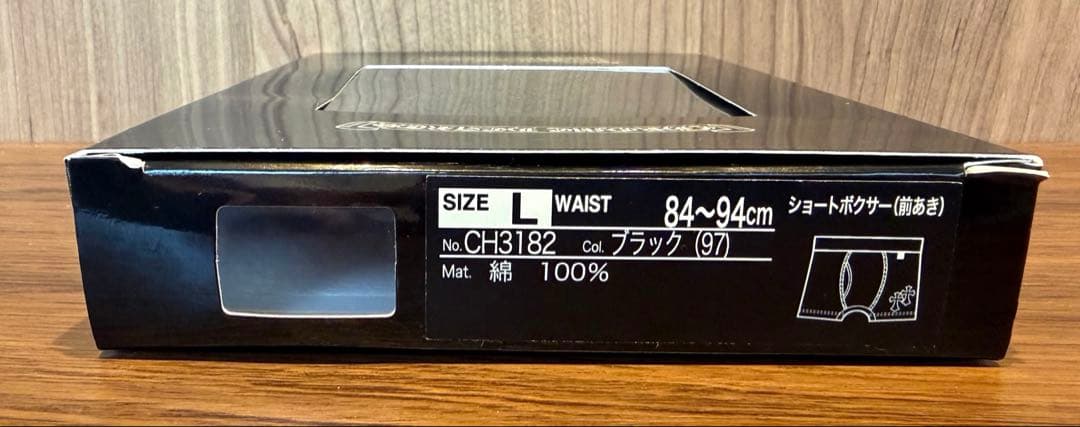 SIZE L WAIST 84～94cm
No. CH3182 Col. ブラック (97)
Mat. 綿 100%
ショートボクサー(前あき)